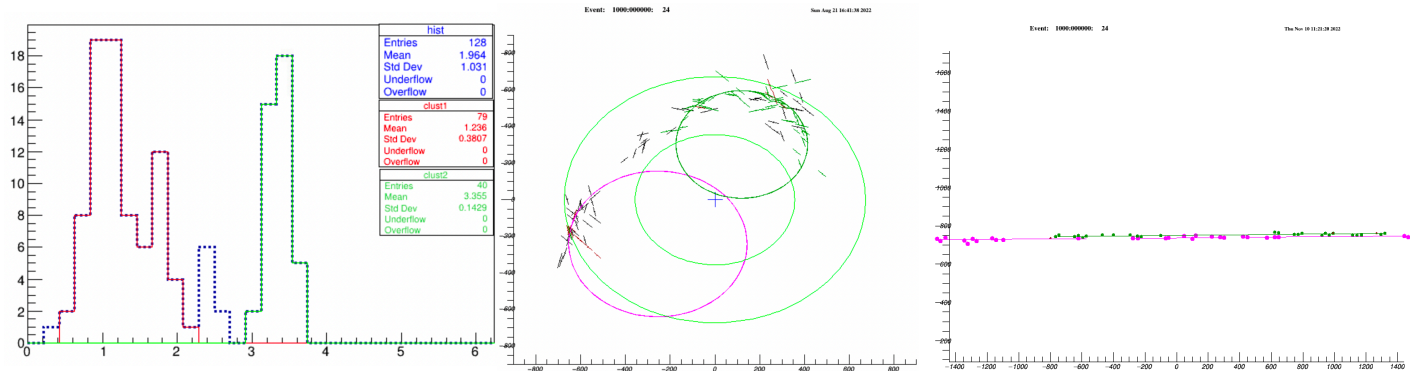 hist
Entries 128
Mean 1.964
Std Dev 1.031
Underflow 0
Overflow 0
clust1
Entries 79
Mean 1.236
Std Dev 0.3807
Underflow 0
Overflow 0
clust2
Entries 40
Mean 3.355
Std Dev 0.1429
Underflow 0
Overflow 0
18
16
14
12
10
8
6
4
2
0
0 1 2 3 4 5 6
Event: 1000:000000: 24 Sun Aug 21 16:41:38 2022
−800 −600 −400 −200 0 200 400 600 800
Event: 1000:000000: 24 Thu Nov 10 11:21:20 2022
−1600
−1400
−1200
−1000
−800
−600
−400
−200
−1400 −1200 −1000 −800 −600 −400 −200 0 200 400 600 800 1000 1200 1400